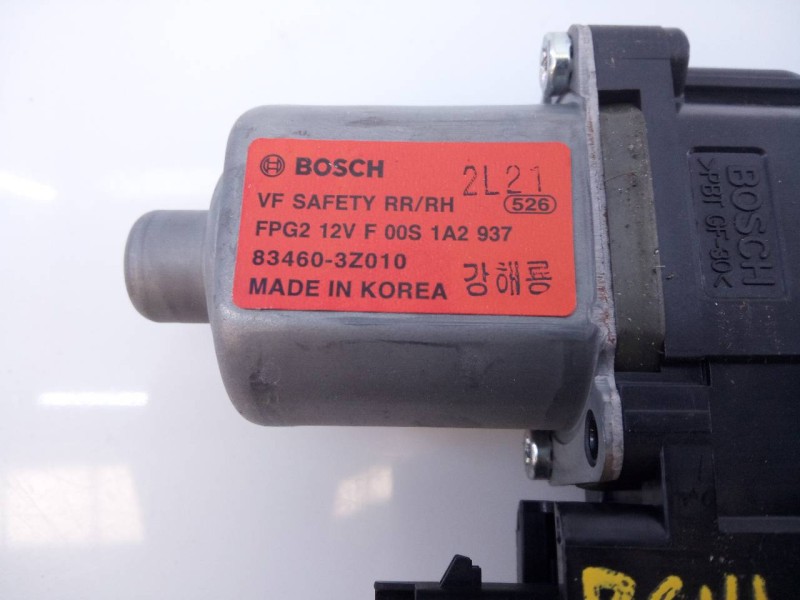 BOSCH 2L21
VF SAFETY RR/RH 526
FPG2 12V F 00S 1A2 937
83460-3Z010
MADE IN KOREA 강해룡
BOSCH
>PBT GF-30<